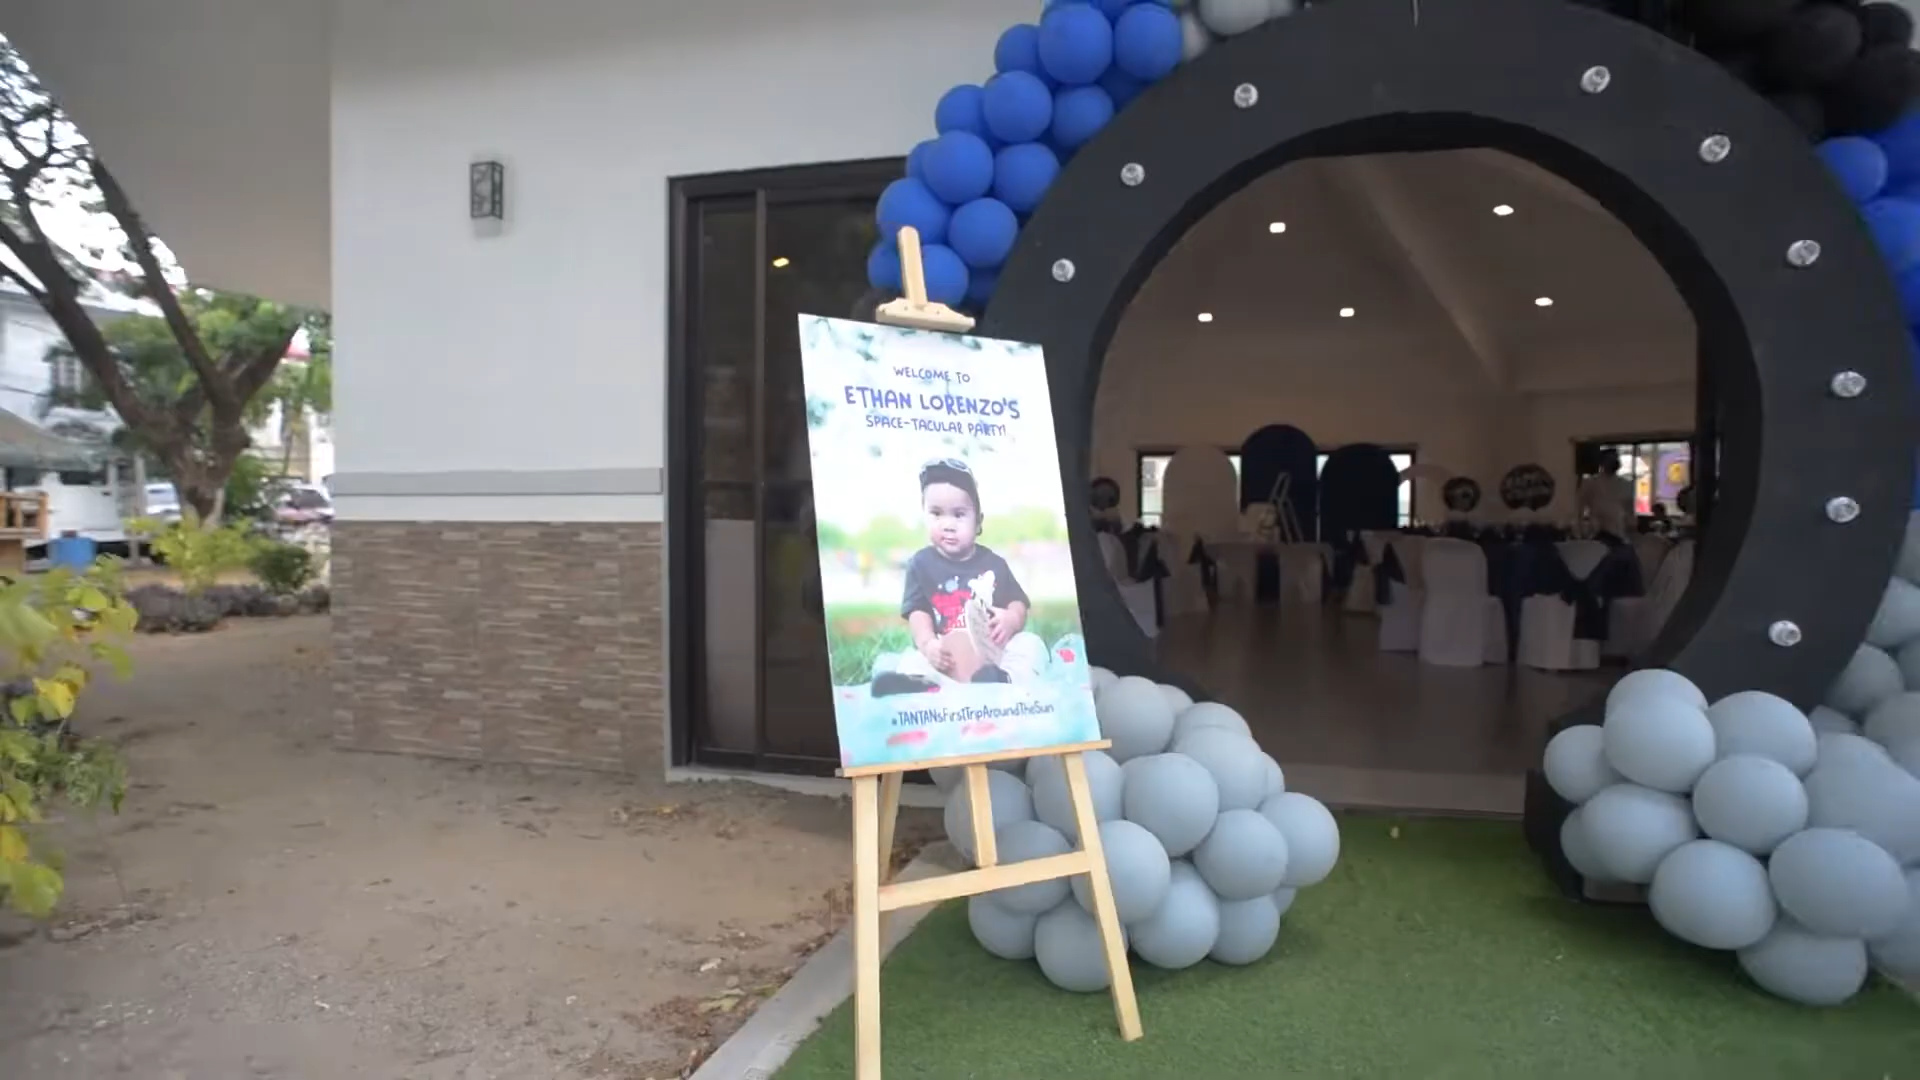 WELCOME TO
ETHAN LORENZO'S
SPACE-TACULAR PARTY!
#TANTANsFirstTripAroundTheSun